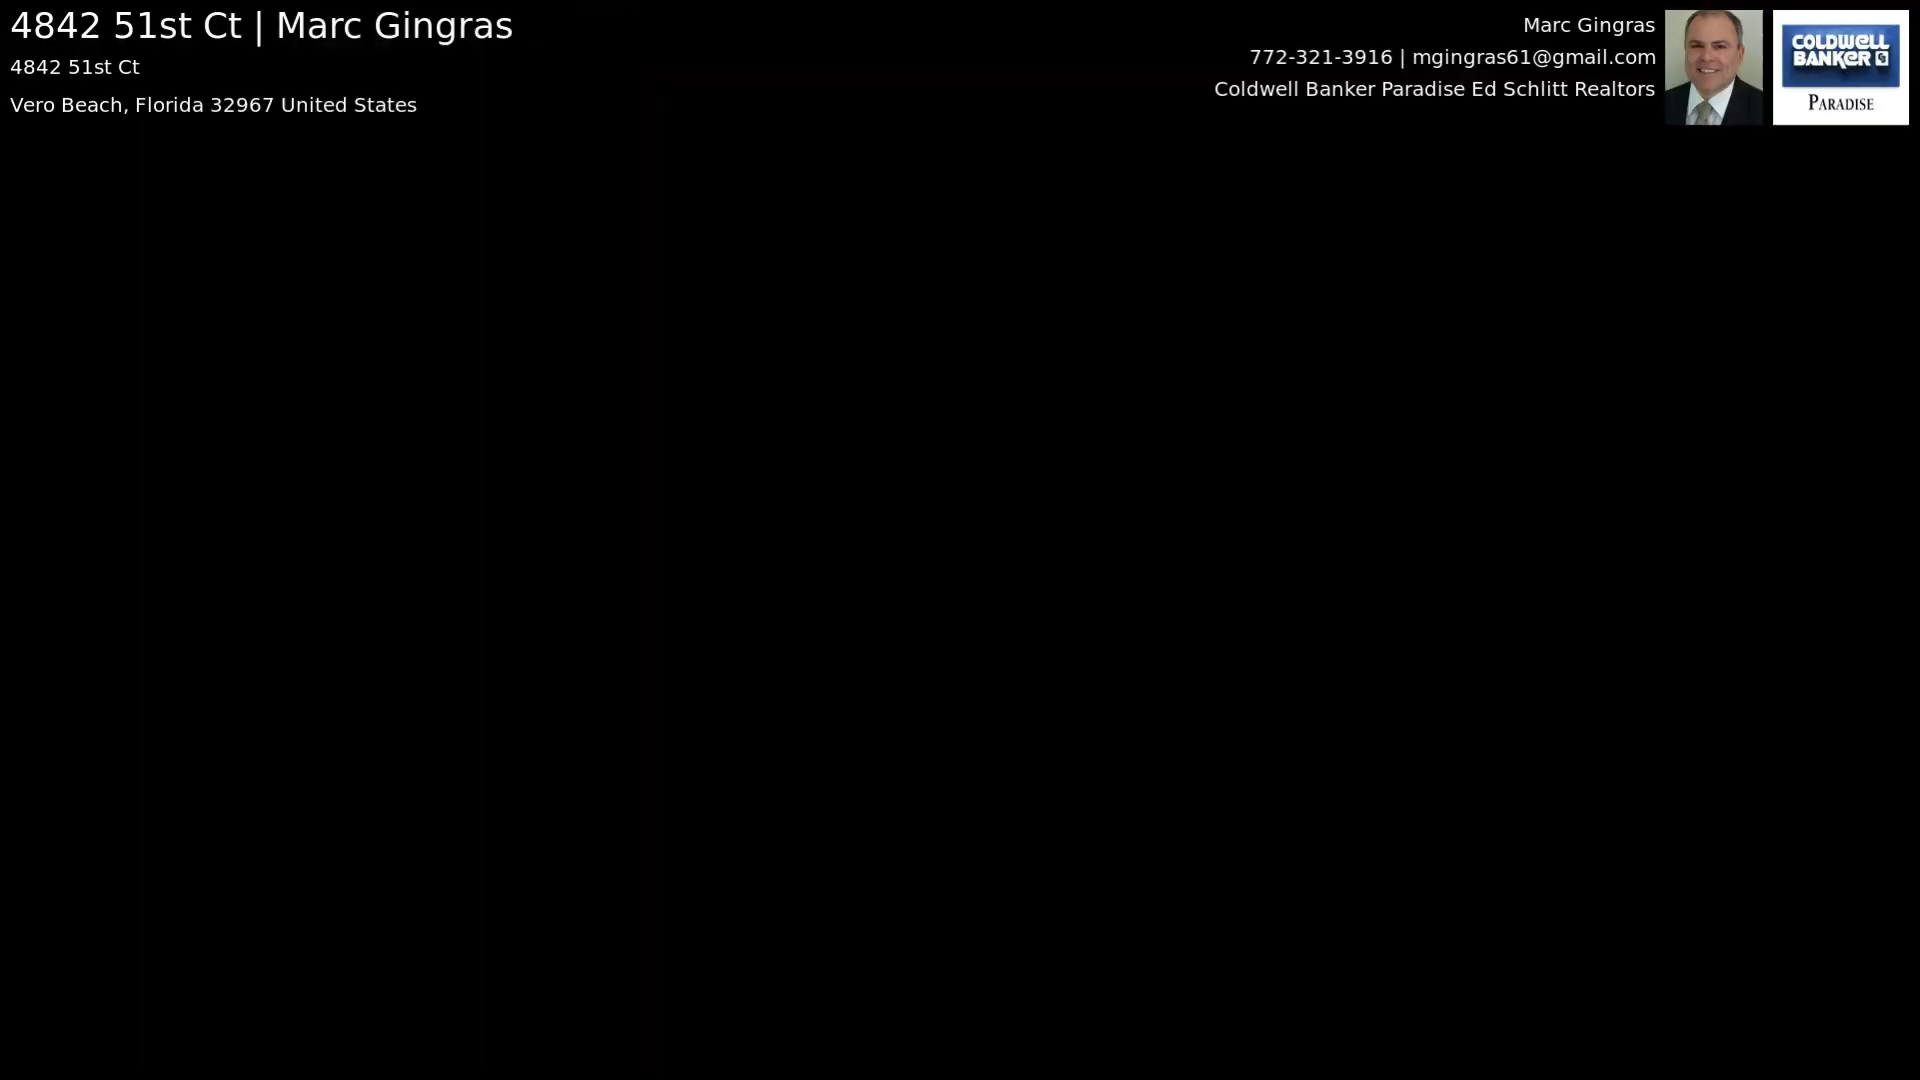 4842 51st Ct | Marc Gingras
4842 51st Ct
Vero Beach, Florida 32967 United States
Marc Gingras
772-321-3916 | mgingras61@gmail.com
Coldwell Banker Paradise Ed Schlitt Realtors
COLDWELL
BANKER
PARADISE